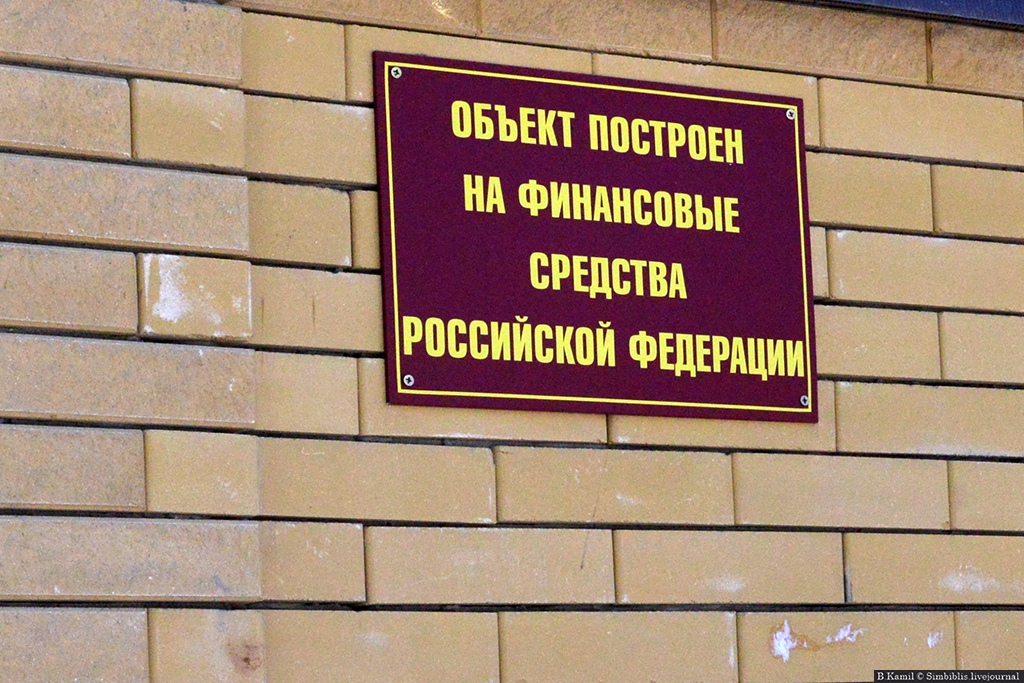 ОБЪЕКТ ПОСТРОЕН
НА ФИНАНСОВЫЕ
СРЕДСТВА
РОССИЙСКОЙ ФЕДЕРАЦИИ
B Kamil © Simbiblis.livejournal